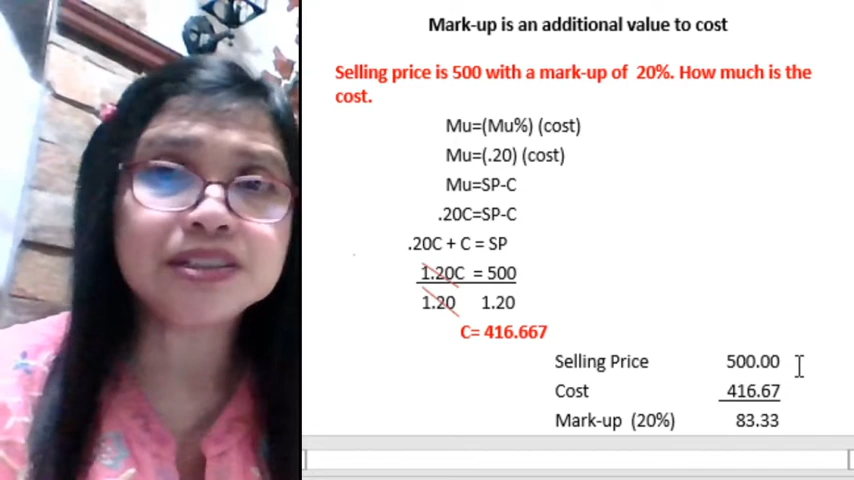 Mark-up is an additional value to cost
Selling price is 500 with a mark-up of 20%. How much is the
cost.
Mu=(Mu%) (cost)
Mu=(.20) (cost)
Mu=SP-C
.20C=SP-C
.20C + C = SP
1.20C = 500
1.20 1.20
C= 416.667
Selling Price 500.00
Cost 416.67
Mark-up (20%) 83.33